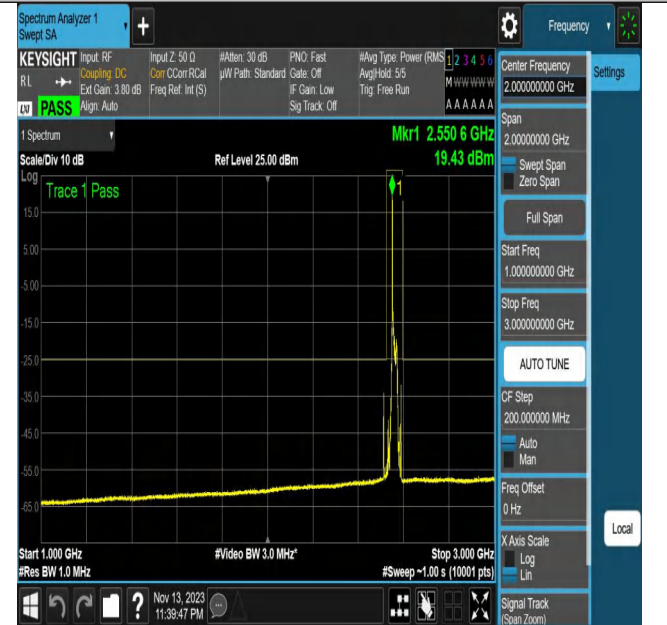 Spectrum Analyzer 1
Swept SA
Frequency
KEYSIGHT
RL
LXI
PASS
Input: RF
Coupling: DC
Ext Gain: 3.80 dB
Align: Auto
Input Z: 50 Ω
Corr CCorr RCal
Freq Ref: Int (S)
#Atten: 30 dB
µW Path: Standard
PNO: Fast
Gate: Off
IF Gain: Low
Sig Track: Off
#Avg Type: Power (RMS
Avg|Hold: 5/5
Trig: Free Run
1 2 3 4 5 6
M W W W W W
A A A A A A
1 Spectrum
Scale/Div 10 dB
Ref Level 25.00 dBm
Mkr1 2.550 6 GHz
19.43 dBm
Log
Trace 1 Pass
1
15.0
5.00
-5.00
-15.0
-25.0
-35.0
-45.0
-55.0
-65.0
Start 1.000 GHz
#Res BW 1.0 MHz
#Video BW 3.0 MHz*
Stop 3.000 GHz
#Sweep ~1.00 s (10001 pts)
Center Frequency
2.000000000 GHz
Span
2.00000000 GHz
Swept Span
Zero Span
Full Span
Start Freq
1.000000000 GHz
Stop Freq
3.000000000 GHz
AUTO TUNE
CF Step
200.000000 MHz
Auto
Man
Freq Offset
0 Hz
X Axis Scale
Log
Lin
Signal Track
(Span Zoom)
Settings
Local
Nov 13, 2023
11:39:47 PM